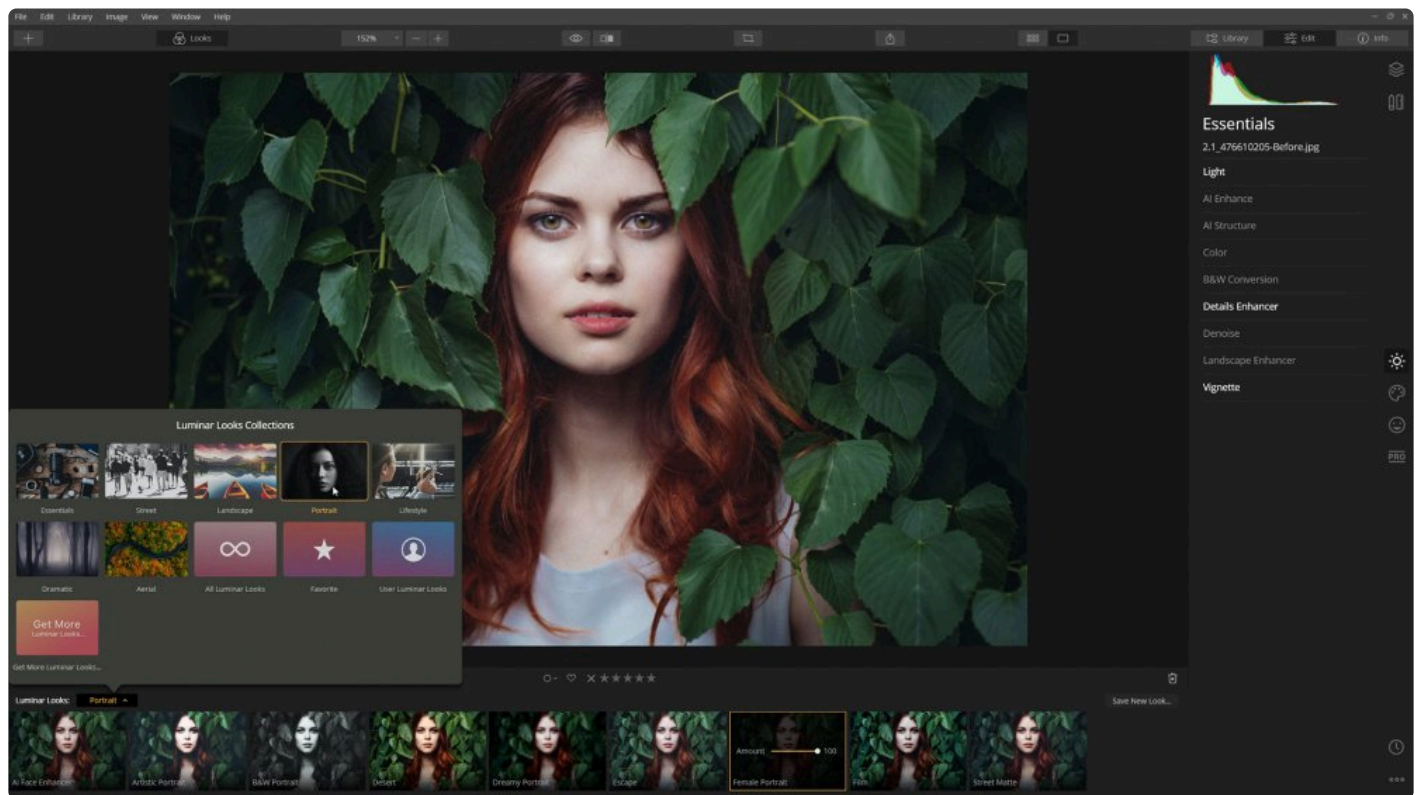 File Edit Library Image View Window Help
Looks 152% Library Edit Info
Essentials
2.1_476610205-Before.jpg
Light
AI Enhance
AI Structure
Color
B&W Conversion
Details Enhancer
Denoise
Landscape Enhancer
Vignette
PRO
Luminar Looks Collections
Essentials Street Landscape Portrait Lifestyle
Dramatic Aerial All Luminar Looks Favorite User Luminar Looks
Get More
Luminar Looks...
Get More Luminar Looks...
Luminar Looks: Portrait Save New Look...
Amount 100
AI Face Enhancer Artistic Portrait B&W Portrait Desert Dreamy Portrait Escape Female Portrait Film Street Matte